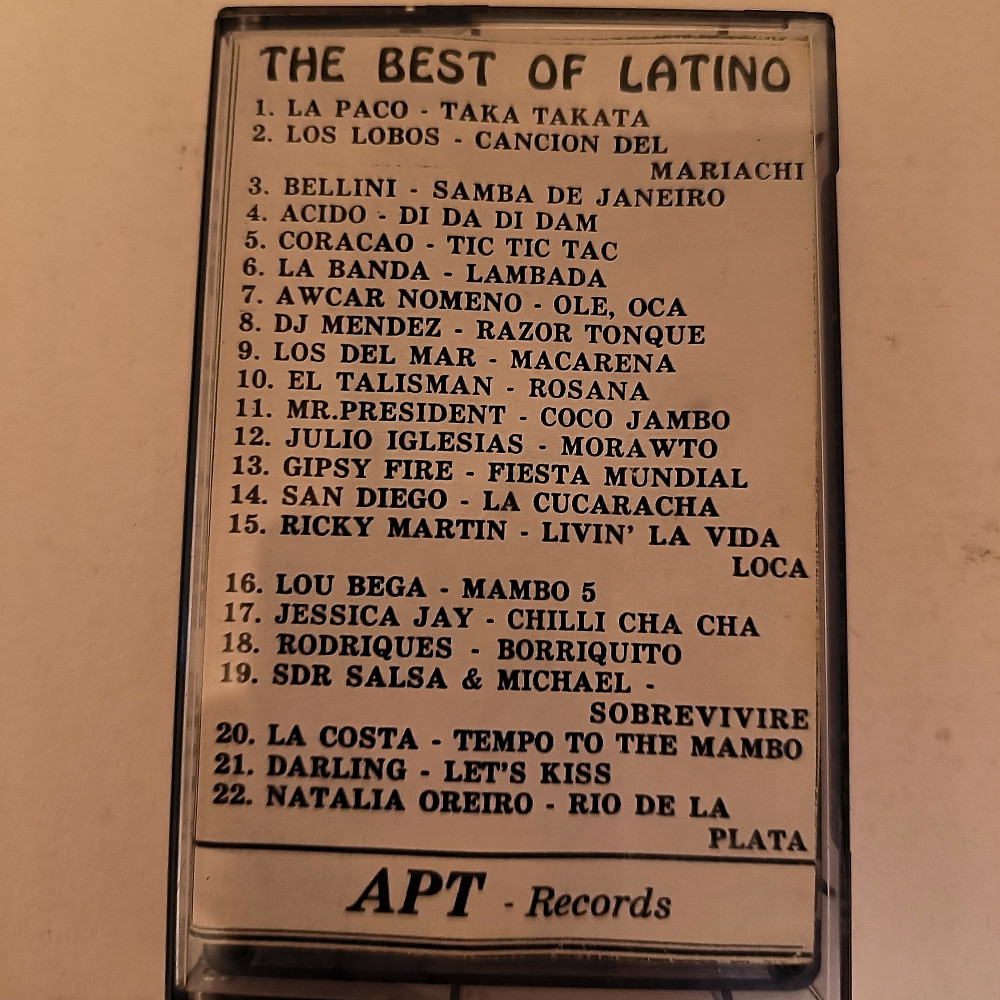 THE BEST OF LATINO
1. LA PACO - TAKA TAKATA
2. LOS LOBOS - CANCION DEL
MARIACHI
3. BELLINI - SAMBA DE JANEIRO
4. ACIDO - DI DA DI DAM
5. CORACAO - TIC TIC TAC
6. LA BANDA - LAMBADA
7. AWCAR NOMENO - OLE, OCA
8. DJ MENDEZ - RAZOR TONQUE
9. LOS DEL MAR - MACARENA
10. EL TALISMAN - ROSANA
11. MR.PRESIDENT - COCO JAMBO
12. JULIO IGLESIAS - MORAWTO
13. GIPSY FIRE - FIESTA MUNDIAL
14. SAN DIEGO - LA CUCARACHA
15. RICKY MARTIN - LIVIN' LA VIDA
LOCA
16. LOU BEGA - MAMBO 5
17. JESSICA JAY - CHILLI CHA CHA
18. RODRIQUES - BORRIQUITO
19. SDR SALSA & MICHAEL -
SOBREVIVIRE
20. LA COSTA - TEMPO TO THE MAMBO
21. DARLING - LET'S KISS
22. NATALIA OREIRO - RIO DE LA
PLATA
APT - Records